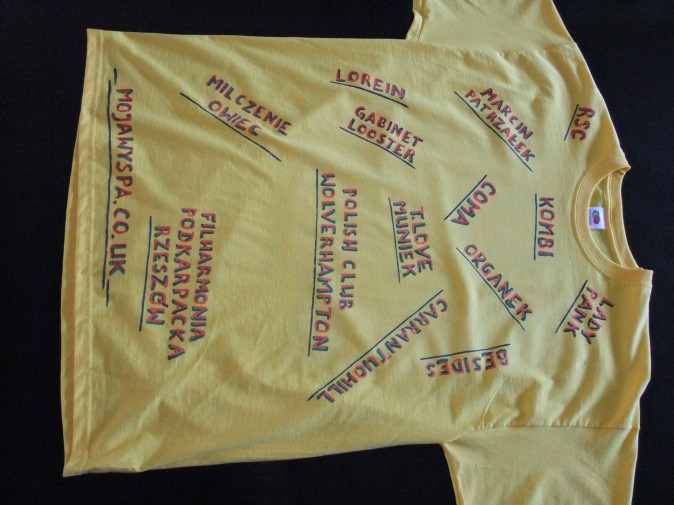 RSC
KOMBI
LADY
PANK
MARCIN
PATRZAŁEK
COMA
ORGANEK
BESIDES
LOREIN
GABINET
LOOSTER
T.LOVE
MUNIEK
CARRANTUOHILL
MILCZENIE
OWIEC
POLISH CLUB
WOLVERHAMPTON
FILHARMONIA
PODKARPACKA
RZESZÓW
MOJAWYSPA.CO.UK